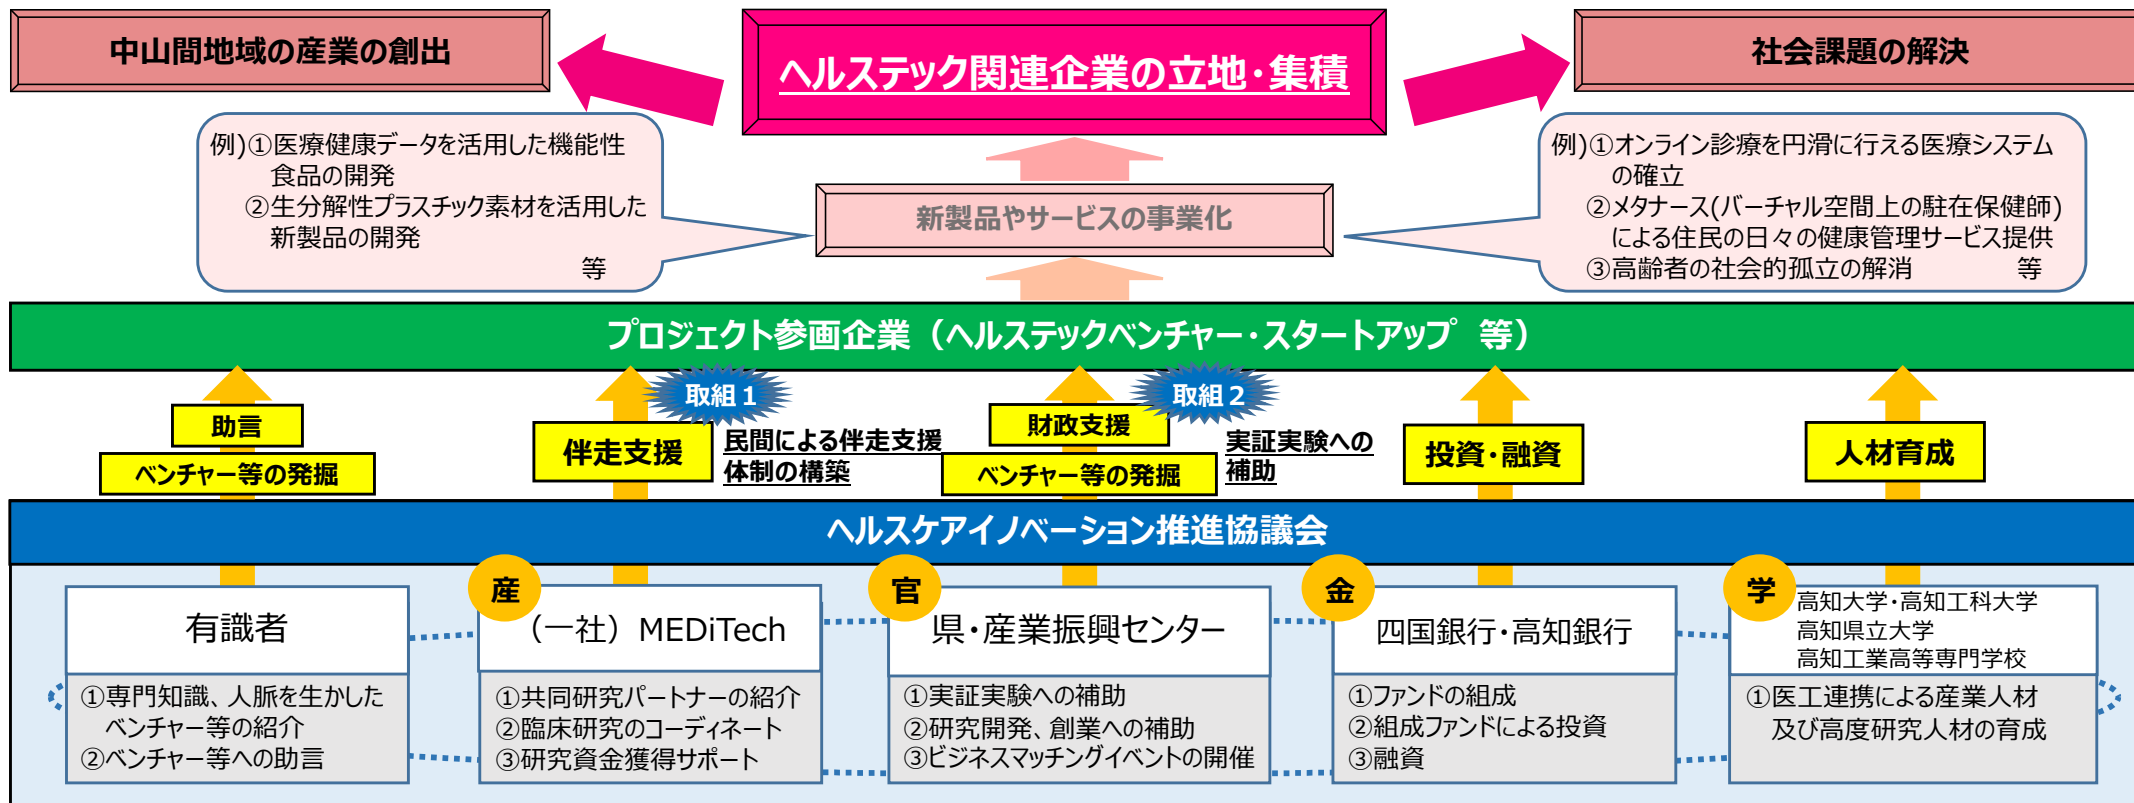 中山間地域の産業の創出
ヘルステック関連企業の立地・集積
社会課題の解決
例)①医療健康データを活用した機能性
食品の開発
②生分解性プラスチック素材を活用した
新製品の開発
等
新製品やサービスの事業化
例)①オンライン診療を円滑に行える医療システム
の確立
②メタナース(バーチャル空間上の駐在保健師)
による住民の日々の健康管理サービス提供
③高齢者の社会的孤立の解消 等
プロジェクト参画企業（ヘルステックベンチャー・スタートアップ 等）
助言
ベンチャー等の発掘
取組１
伴走支援
民間による伴走支援
体制の構築
取組２
財政支援
ベンチャー等の発掘
実証実験への
補助
投資・融資
人材育成
ヘルスケアイノベーション推進協議会
有識者
①専門知識、人脈を生かした
ベンチャー等の紹介
②ベンチャー等への助言
産
（一社）MEDiTech
①共同研究パートナーの紹介
②臨床研究のコーディネート
③研究資金獲得サポート
官
県・産業振興センター
①実証実験への補助
②研究開発、創業への補助
③ビジネスマッチングイベントの開催
金
四国銀行・高知銀行
①ファンドの組成
②組成ファンドによる投資
③融資
学
高知大学・高知工科大学
高知県立大学
高知工業高等専門学校
①医工連携による産業人材
及び高度研究人材の育成